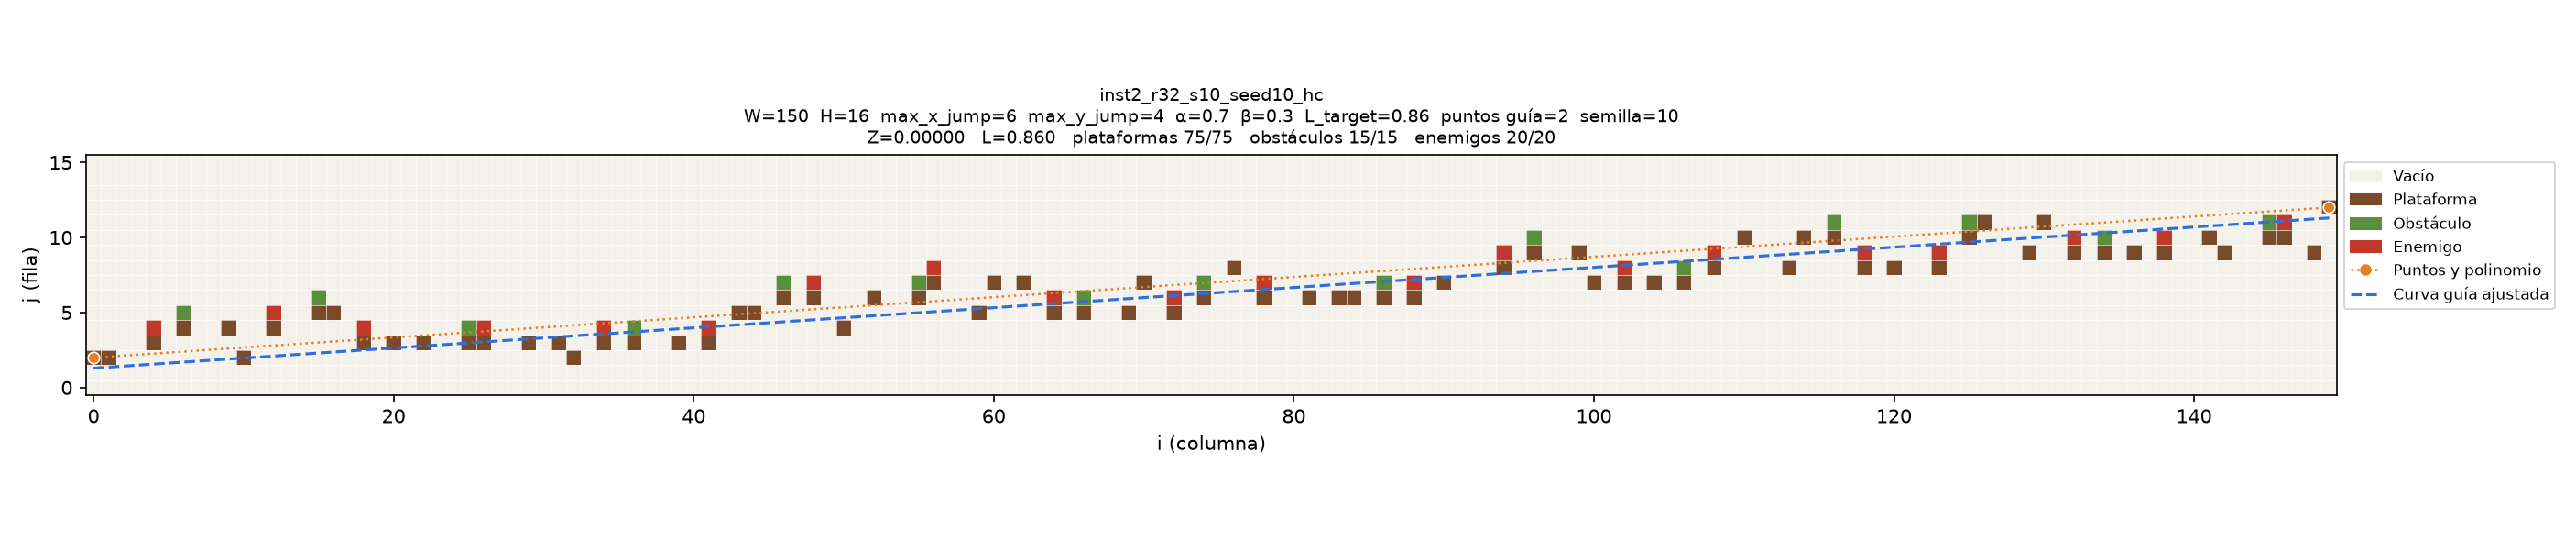 inst2_r32_s10_seed10_hc
W=150  H=16  max_x_jump=6  max_y_jump=4  α=0.7  β=0.3  L_target=0.86  puntos guía=2  semilla=10
Z=0.00000   L=0.860   plataformas 75/75   obstáculos 15/15   enemigos 20/20
15
10
5
0
j (fila)
0 20 40 60 80 100 120 140
i (columna)
Vacío
Plataforma
Obstáculo
Enemigo
Puntos y polinomio
Curva guía ajustada